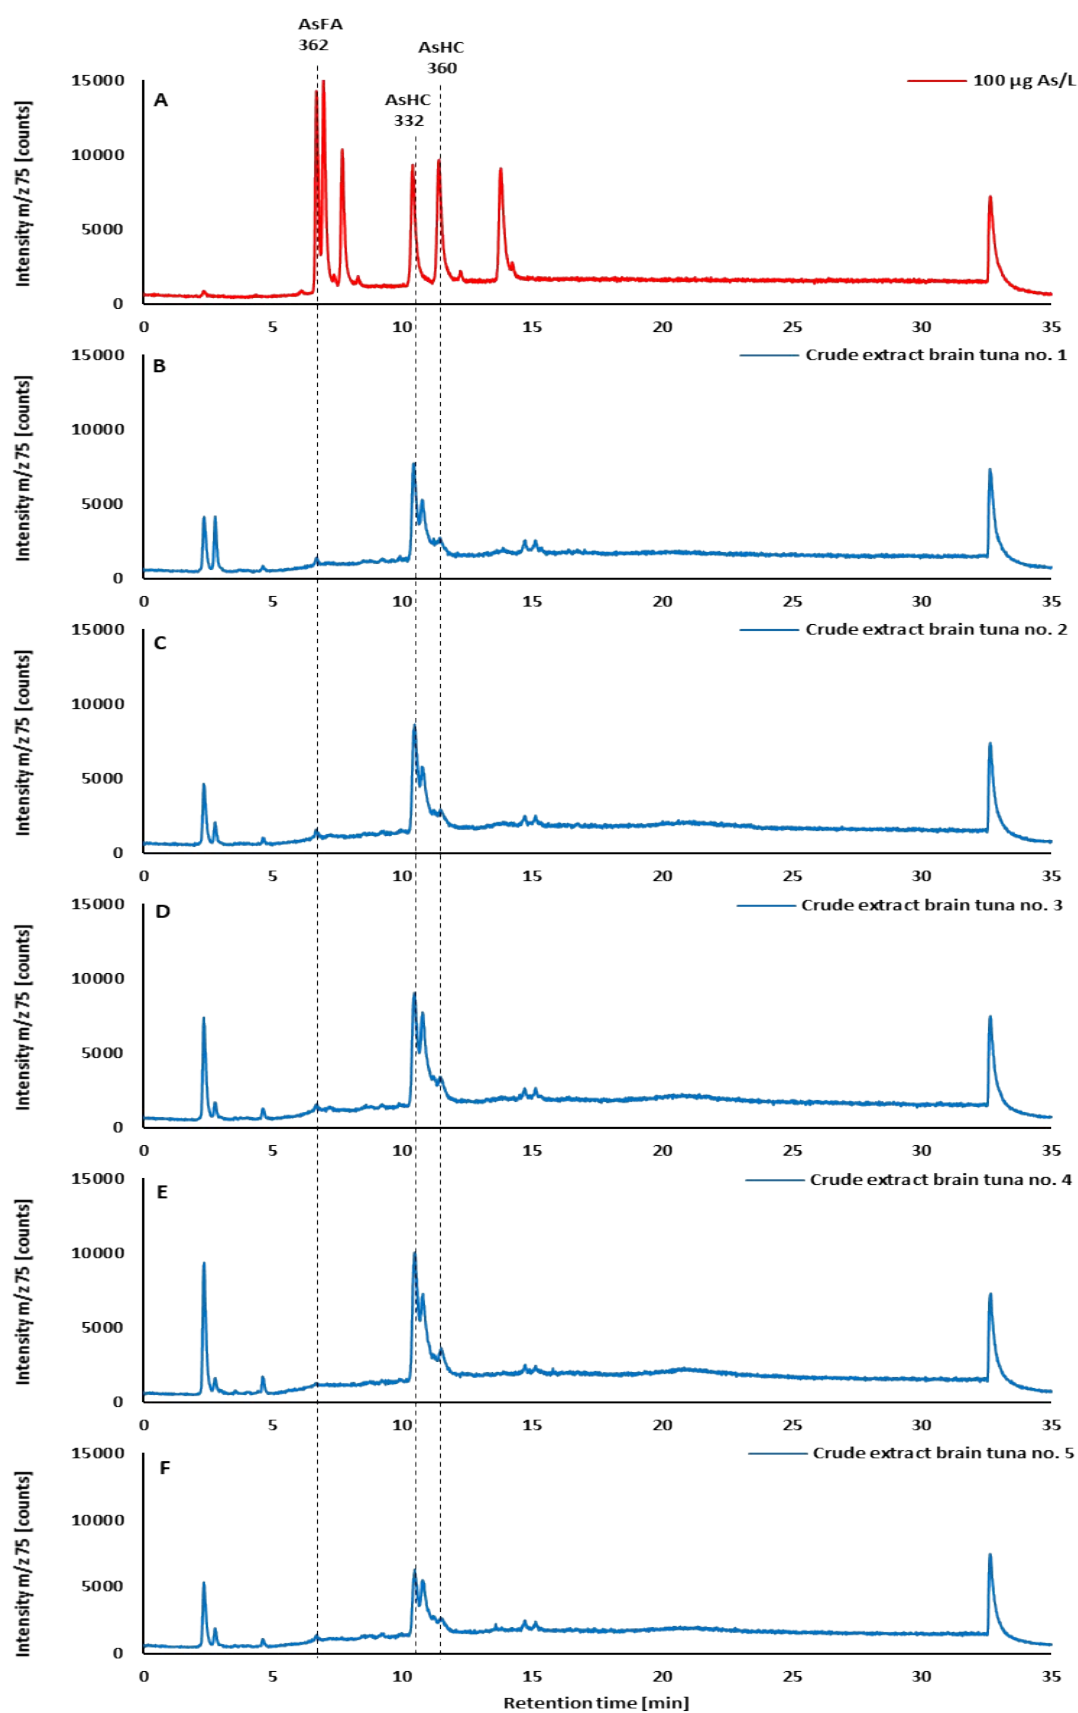 AsFA
362
AsHC
360
AsHC
332
A
100 µg As/L
Intensity m/z 75 [counts]
15000
10000
5000
0
0 5 10 15 20 25 30 35
B
Crude extract brain tuna no. 1
Intensity m/z 75 [counts]
15000
10000
5000
0
0 5 10 15 20 25 30 35
C
Crude extract brain tuna no. 2
Intensity m/z 75 [counts]
15000
10000
5000
0
0 5 10 15 20 25 30 35
D
Crude extract brain tuna no. 3
Intensity m/z 75 [counts]
15000
10000
5000
0
0 5 10 15 20 25 30 35
E
Crude extract brain tuna no. 4
Intensity m/z 75 [counts]
15000
10000
5000
0
0 5 10 15 20 25 30 35
F
Crude extract brain tuna no. 5
Intensity m/z 75 [counts]
15000
10000
5000
0
0 5 10 15 20 25 30 35
Retention time [min]